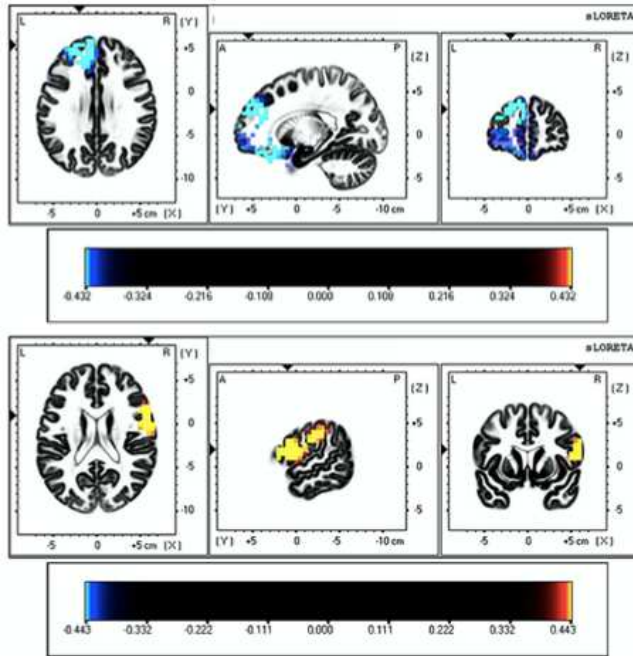 sLORETA
L R (Y)
+5
0
-5
-10
-5 0 +5 cm (X)
A P (Z)
+5
0
-5
(Y) +5 0 -5 -10 cm
L R (Z)
+5
0
-5
-5 0 +5 cm (X)
-0.432 -0.324 -0.216 -0.108 0.000 0.108 0.216 0.324 0.432
sLORETA
L R (Y)
+5
0
-5
-10
-5 0 +5 cm (X)
A P (Z)
+5
0
-5
(Y) +5 0 -5 -10 cm
L R (Z)
+5
0
-5
-5 0 +5 cm (X)
-0.443 -0.332 -0.222 -0.111 0.000 0.111 0.222 0.332 0.443